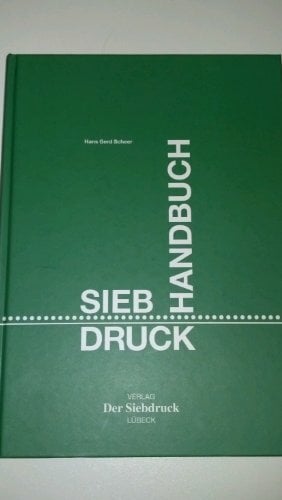 Hans Gerd Scheer
HANDBUCH
SIEB
DRUCK
VERLAG
Der Siebdruck
LÜBECK